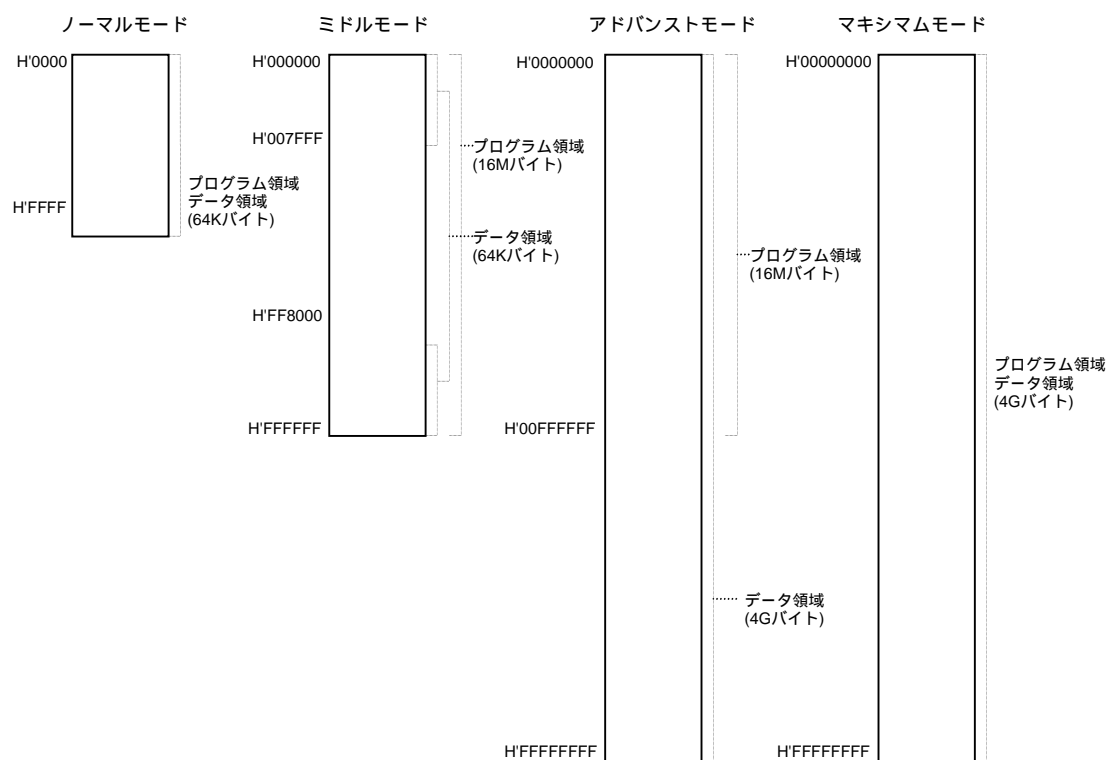 ノーマルモード
ミドルモード
アドバンストモード
マキシマムモード
H'0000
H'FFFF
プログラム領域
データ領域
(64Kバイト)
H'000000
H'007FFF
H'FF8000
H'FFFFFF
プログラム領域
(16Mバイト)
データ領域
(64Kバイト)
H'0000000
H'00FFFFFF
H'FFFFFFFF
プログラム領域
(16Mバイト)
データ領域
(4Gバイト)
H'00000000
H'FFFFFFFF
プログラム領域
データ領域
(4Gバイト)